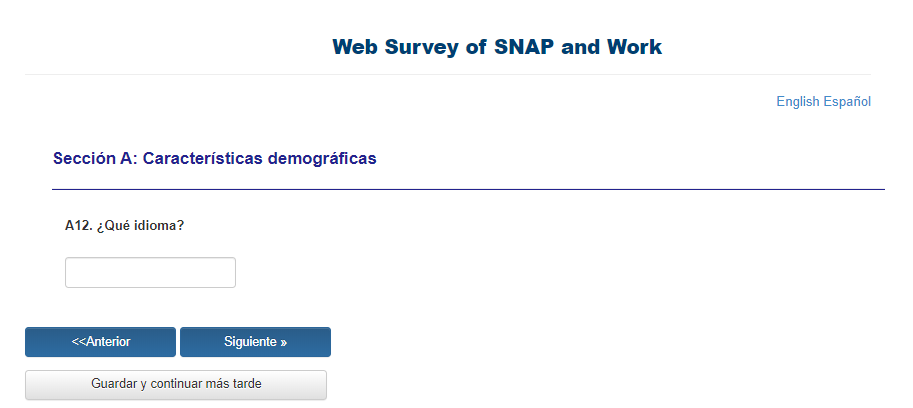 Web Survey of SNAP and Work
English Español
Sección A: Características demográficas
A12. ¿Qué idioma?
<<Anterior
Siguiente »
Guardar y continuar más tarde